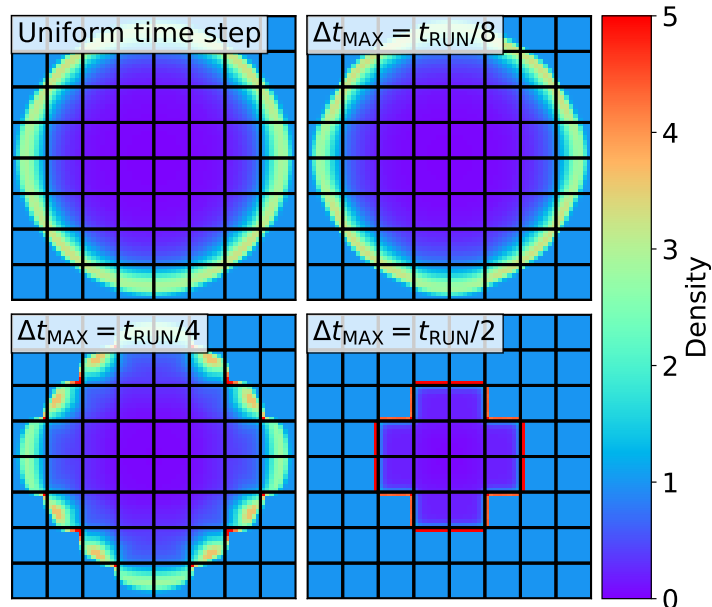 Uniform time step
Δt_MAX = t_RUN/8
Δt_MAX = t_RUN/4
Δt_MAX = t_RUN/2
5
4
3
2
1
0
Density